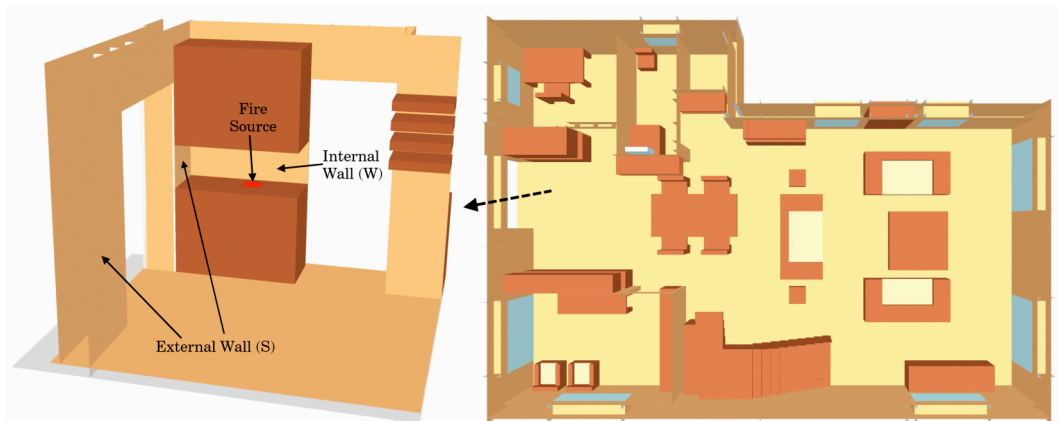 Fire
Source
Internal
Wall (W)
External Wall (S)